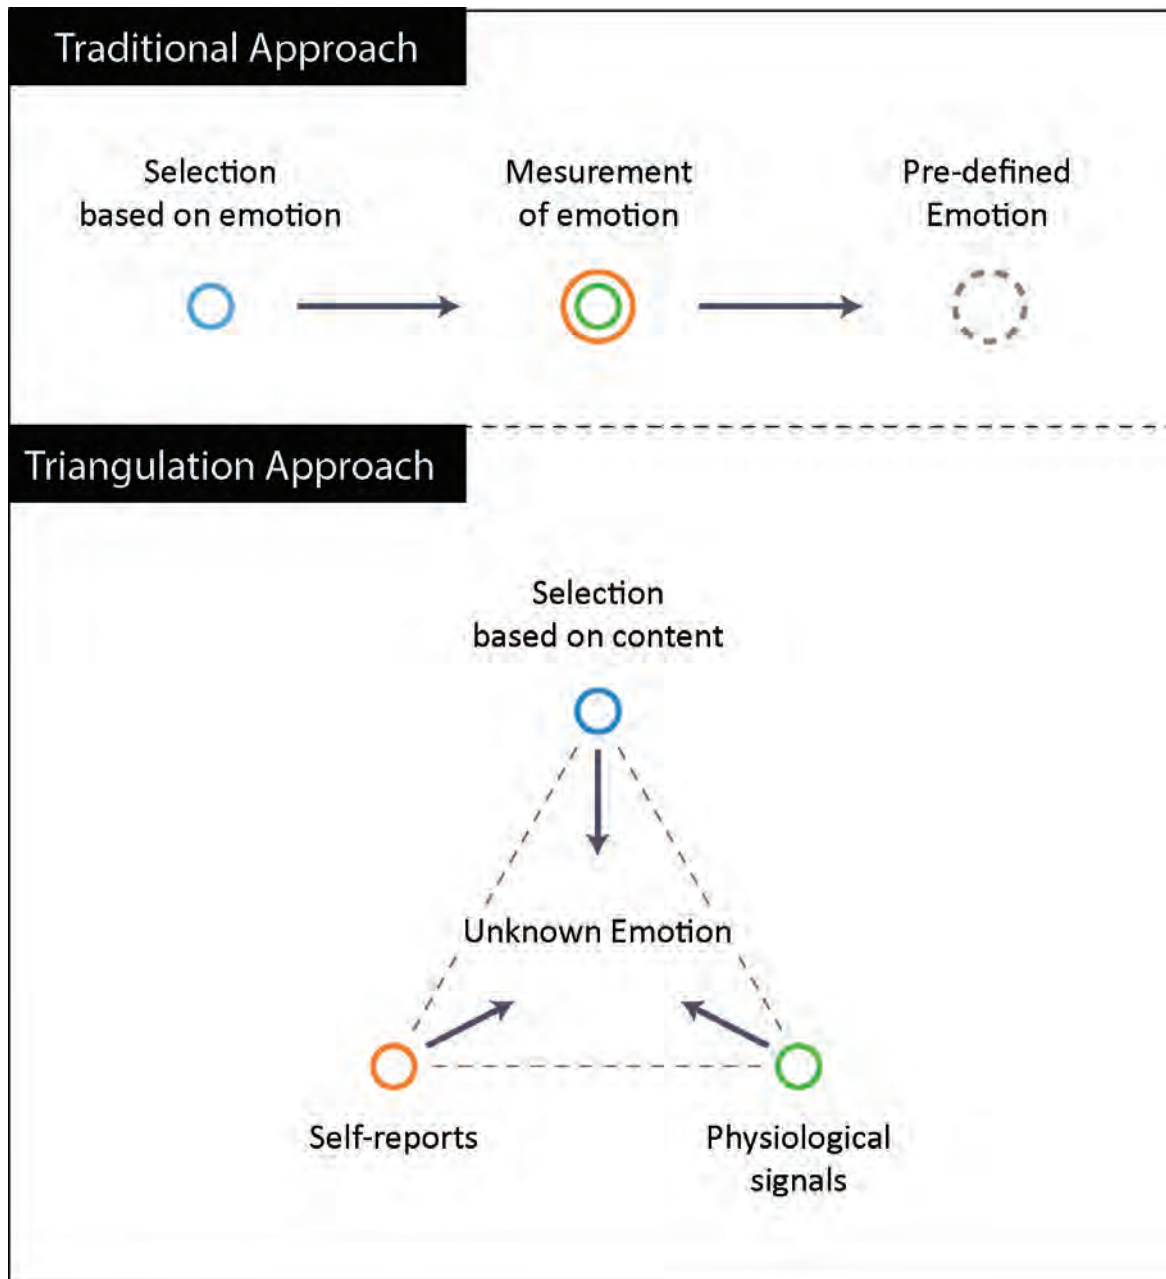 Traditional Approach
Selection
based on emotion
Mesurement
of emotion
Pre-defined
Emotion
Triangulation Approach
Selection
based on content
Unknown Emotion
Self-reports
Physiological
signals